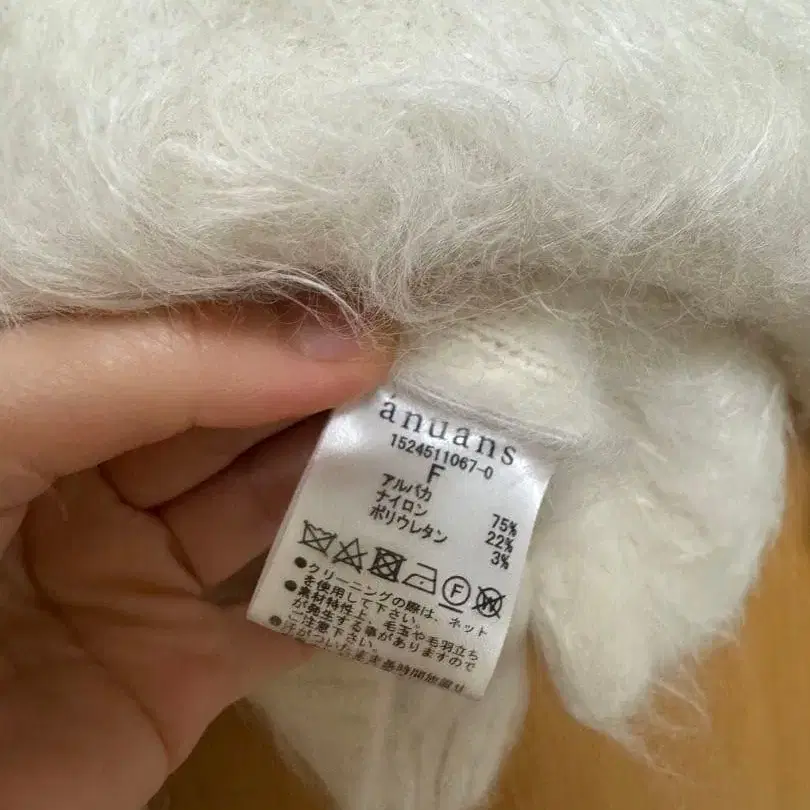 ánuans
1524511067-0
F
アルパカ 75%
ナイロン 22%
ポリウレタン 3%
F W
●クリーニングの際は、ネット
を使用して下さい。
●素材特性上、毛玉や毛羽立ち
が発生する事がありますので
ご注意下さい。